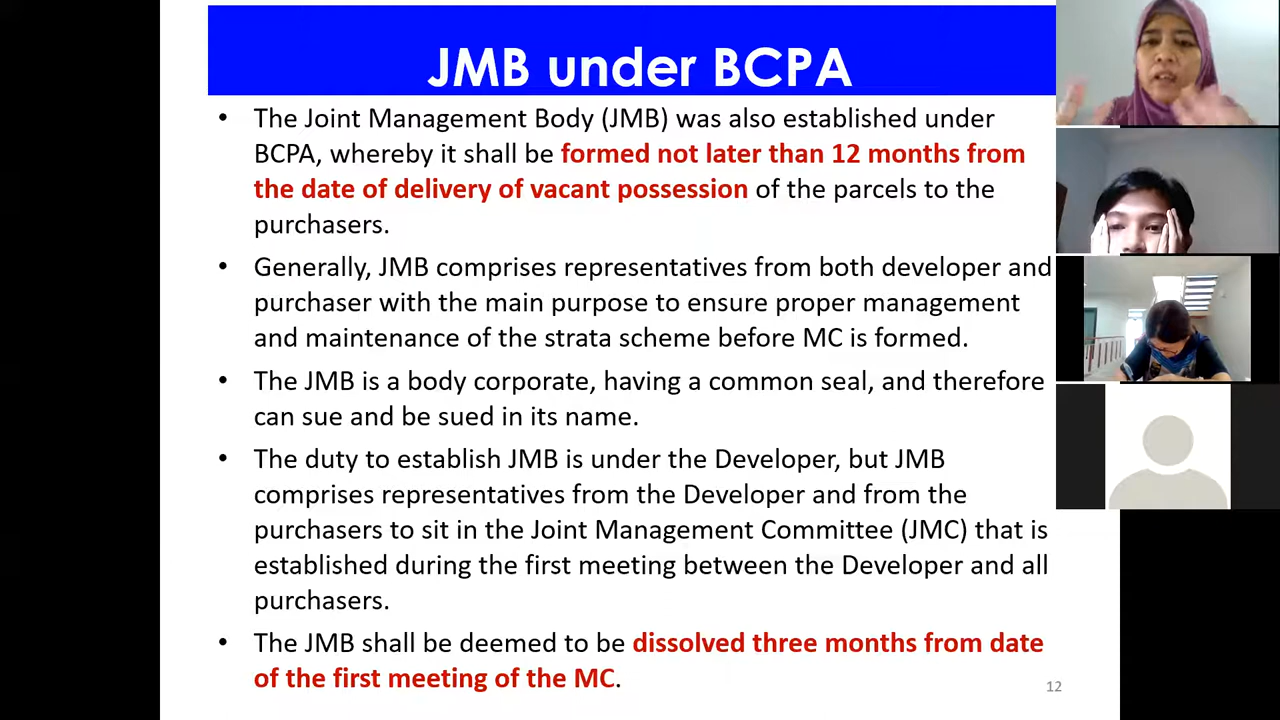 JMB under BCPA
• The Joint Management Body (JMB) was also established under
BCPA, whereby it shall be formed not later than 12 months from
the date of delivery of vacant possession of the parcels to the
purchasers.
• Generally, JMB comprises representatives from both developer and
purchaser with the main purpose to ensure proper management
and maintenance of the strata scheme before MC is formed.
• The JMB is a body corporate, having a common seal, and therefore
can sue and be sued in its name.
• The duty to establish JMB is under the Developer, but JMB
comprises representatives from the Developer and from the
purchasers to sit in the Joint Management Committee (JMC) that is
established during the first meeting between the Developer and all
purchasers.
• The JMB shall be deemed to be dissolved three months from date
of the first meeting of the MC.
12